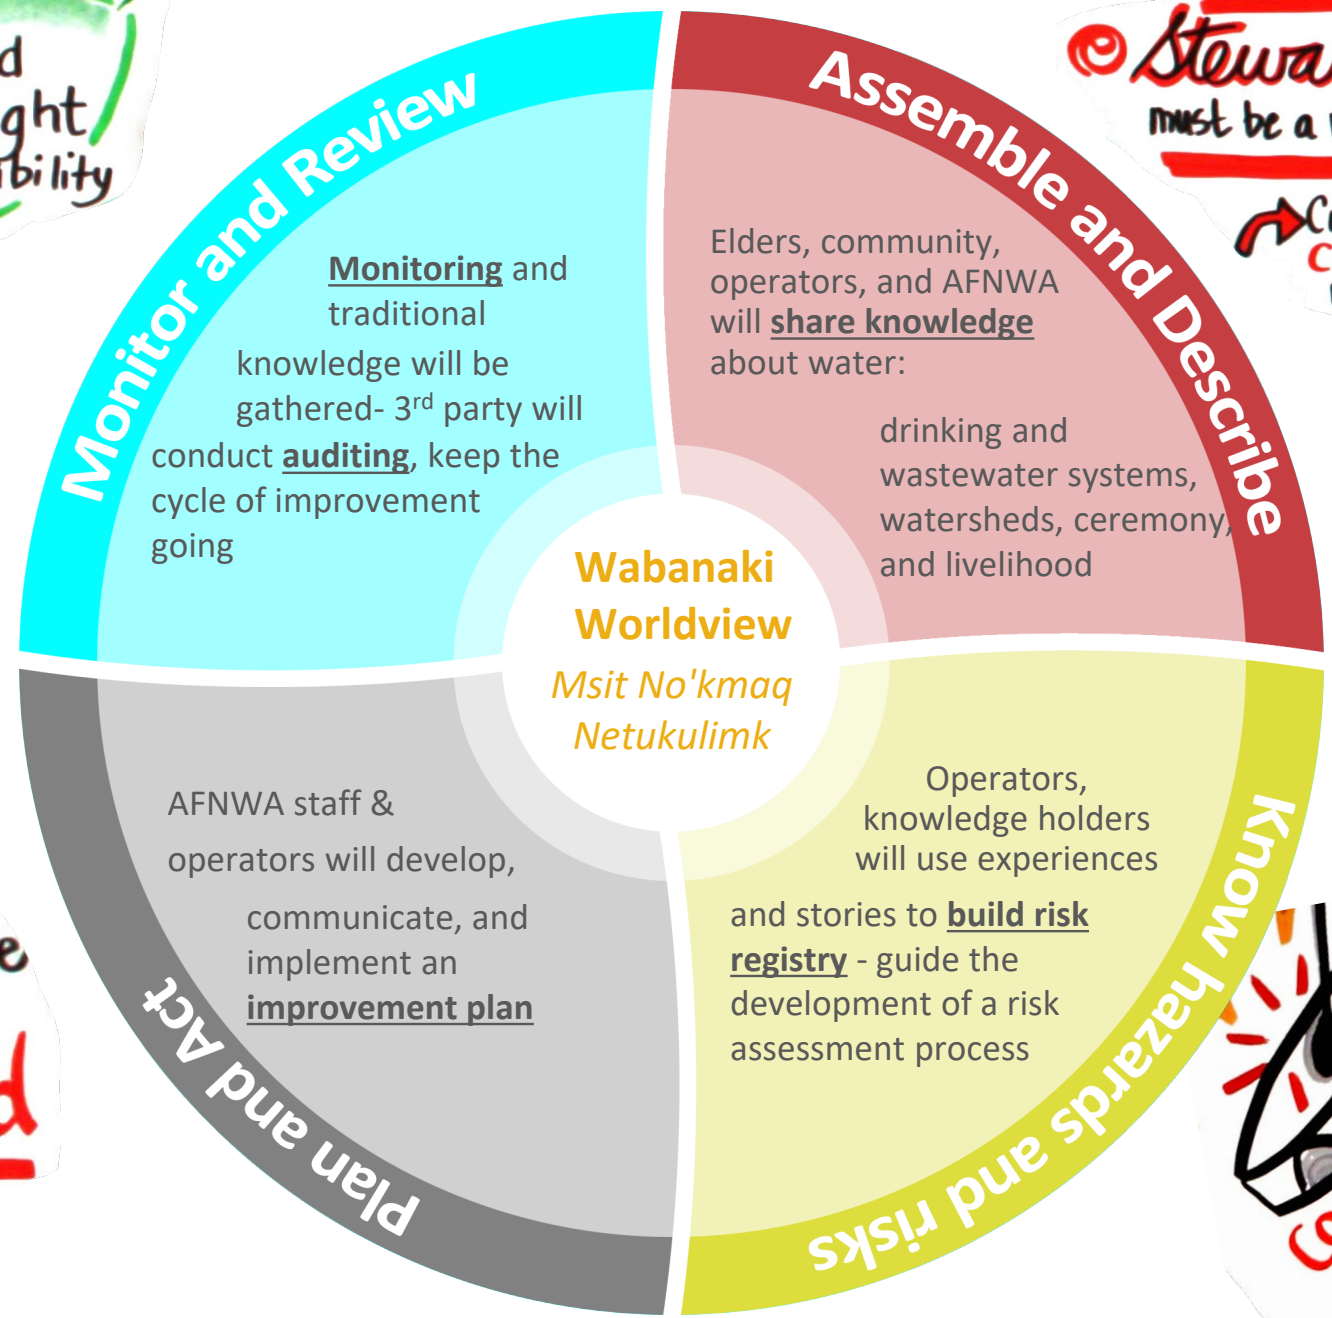 Monitor and Review
Monitoring and
traditional
knowledge will be
gathered- 3rd party will
conduct auditing, keep the
cycle of improvement
going
Assemble and Describe
Elders, community,
operators, and AFNWA
will share knowledge
about water:
drinking and
wastewater systems,
watersheds, ceremony,
and livelihood
Wabanaki
Worldview
Msit No'kmaq
Netukulimk
Know hazards and risks
Operators,
knowledge holders
will use experiences
and stories to build risk
registry - guide the
development of a risk
assessment process
Plan and Act
AFNWA staff &
operators will develop,
communicate, and
implement an
improvement plan
must be a